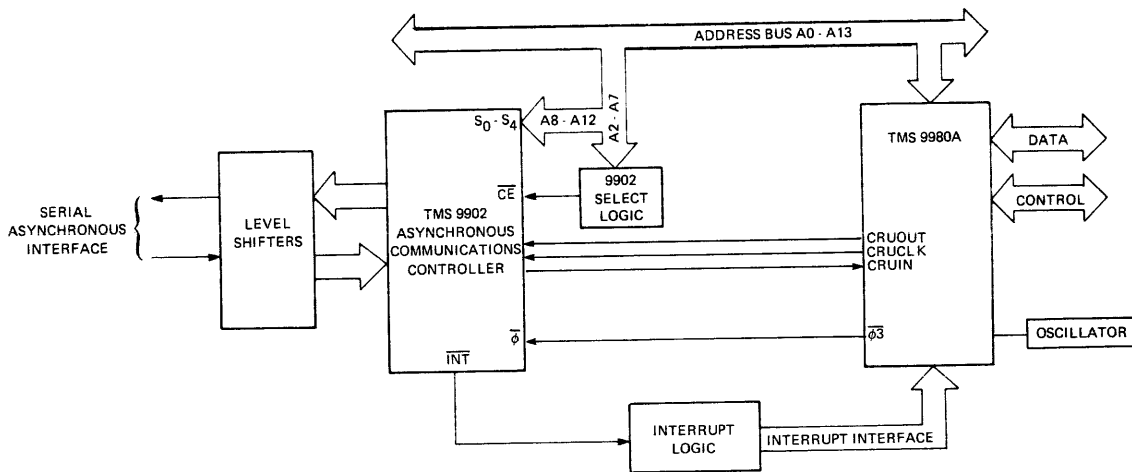 ADDRESS BUS A0 - A13
S0 - S4
A8 - A12
A2 - A7
TMS 9980A
DATA
CONTROL
9902
SELECT
LOGIC
CE
SERIAL
ASYNCHRONOUS
INTERFACE
LEVEL
SHIFTERS
TMS 9902
ASYNCHRONOUS
COMMUNICATIONS
CONTROLLER
CRUOUT
CRUCLK
CRUIN
ϕ
ϕ3
OSCILLATOR
INT
INTERRUPT
LOGIC
INTERRUPT INTERFACE